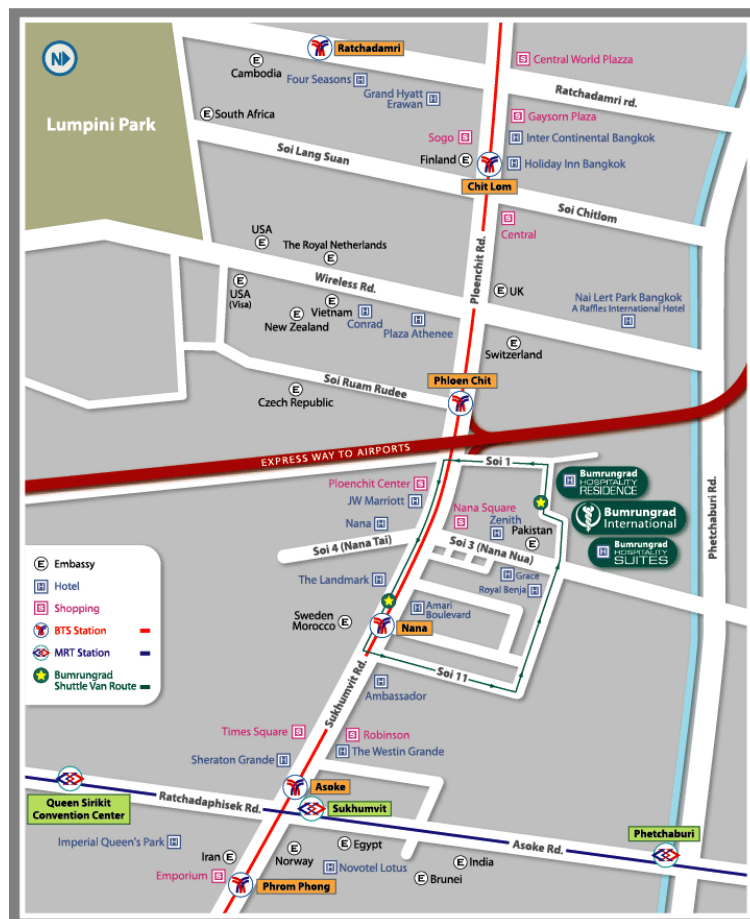 N
Ratchadamri
E
Cambodia
Four Seasons H
Grand Hyatt
Erawan H
S Central World Plazza
Ratchadamri rd.
Lumpini Park
E South Africa
S Gaysorn Plaza
Sogo S
H Inter Continental Bangkok
Finland E
H Holiday Inn Bangkok
Soi Lang Suan
Chit Lom
Soi Chitlom
S
Central
Ploenchit Rd.
USA
E
The Royal Netherlands
E
Wireless Rd.
E
USA
(Visa)
E
Vietnam
E
New Zealand
H
Conrad
H
Plaza Athenee
E UK
Nai Lert Park Bangkok
A Raffles International Hotel
H
E
Switzerland
Phloen Chit
Soi Ruam Rudee
E
Czech Republic
EXPRESS WAY TO AIRPORTS
Phetchaburi Rd.
Soi 1
Ploenchit Center S
JW Marriott H
Nana H
Nana Square
S
Zenith
H
Pakistan
E
H Bumrungrad
HOSPITALITY
RESIDENCE
Bumrungrad
International
H Bumrungrad
HOSPITALITY
SUITES
Soi 4 (Nana Tai)
Soi 3 (Nana Nua)
E Embassy
H Hotel
S Shopping
BTS Station
MRT Station
Bumrungrad
Shuttle Van Route
The Landmark H
H Grace
Royal Benja H
H Amari
Boulevard
Sweden
Morocco E
Nana
Soi 11
Sukhumvit Rd.
H
Ambassador
Times Square S
S Robinson
H The Westin Grande
Sheraton Grande H
Asoke
Queen Sirikit
Convention Center
Ratchadaphisek Rd.
Sukhumvit
Asoke Rd.
Phetchaburi
Imperial Queen's Park H
Iran E
E
Norway
E
Egypt
H
Novotel Lotus
E
India
E
Brunei
Emporium S
Phrom Phong